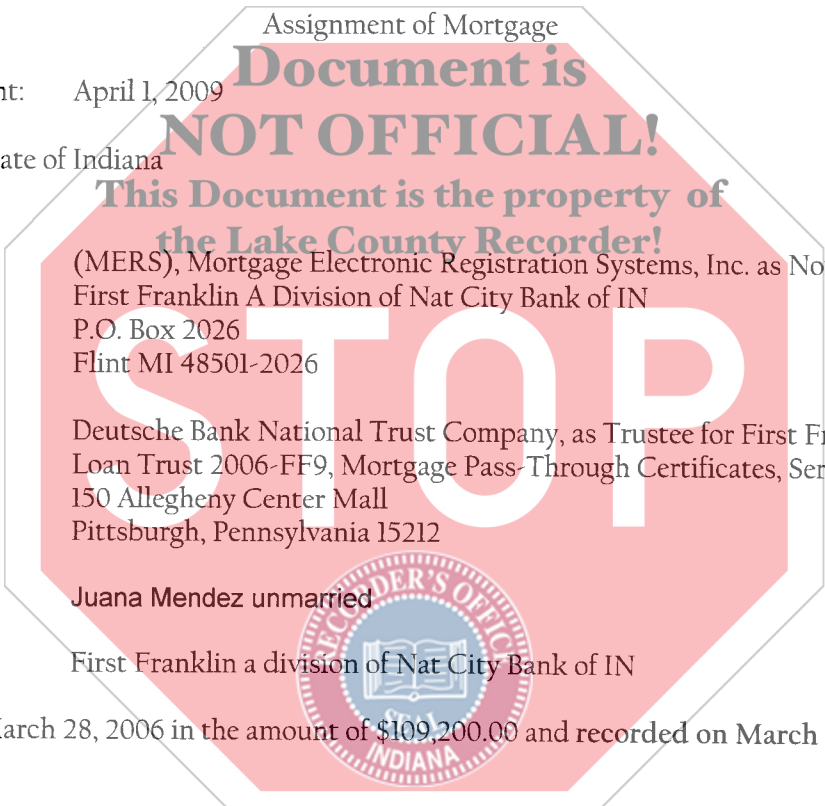 Assignment of Mortgage
Document is
nt: April 1, 2009
NOT OFFICIAL!
ate of Indiana
This Document is the property of
the Lake County Recorder!
(MERS), Mortgage Electronic Registration Systems, Inc. as No
First Franklin A Division of Nat City Bank of IN
P.O. Box 2026
Flint MI 48501-2026
STOP
Deutsche Bank National Trust Company, as Trustee for First Fr
Loan Trust 2006-FF9, Mortgage Pass-Through Certificates, Ser
150 Allegheny Center Mall
Pittsburgh, Pennsylvania 15212
Juana Mendez unmarried
RECORDER'S OFFICE
First Franklin a division of Nat City Bank of IN
SEAL
arch 28, 2006 in the amount of $109,200.00 and recorded on March
INDIANA